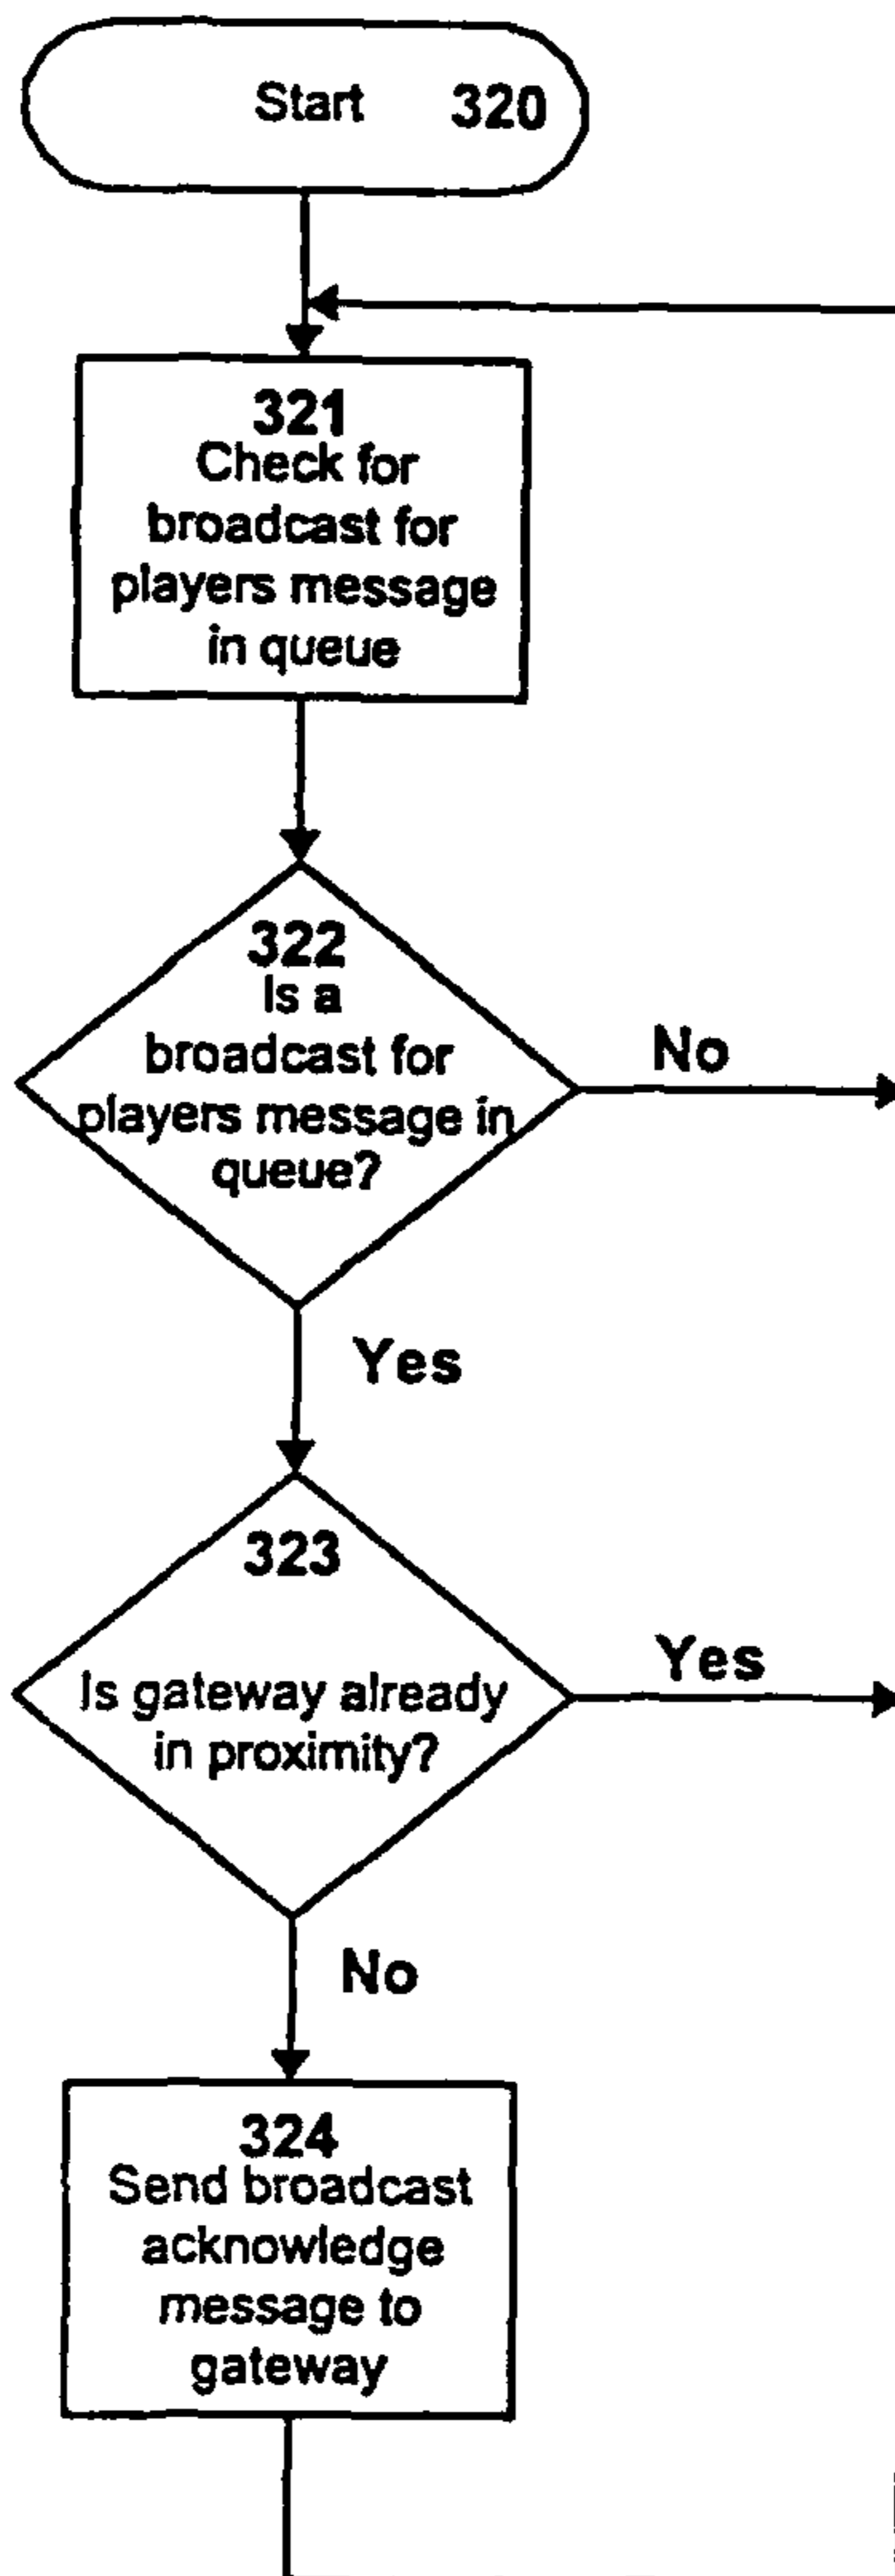 Start 320
321
Check for
broadcast for
players message
in queue
322
Is a
broadcast for
players message in
queue?
No
Yes
323
Is gateway already
in proximity?
Yes
No
324
Send broadcast
acknowledge
message to
gateway